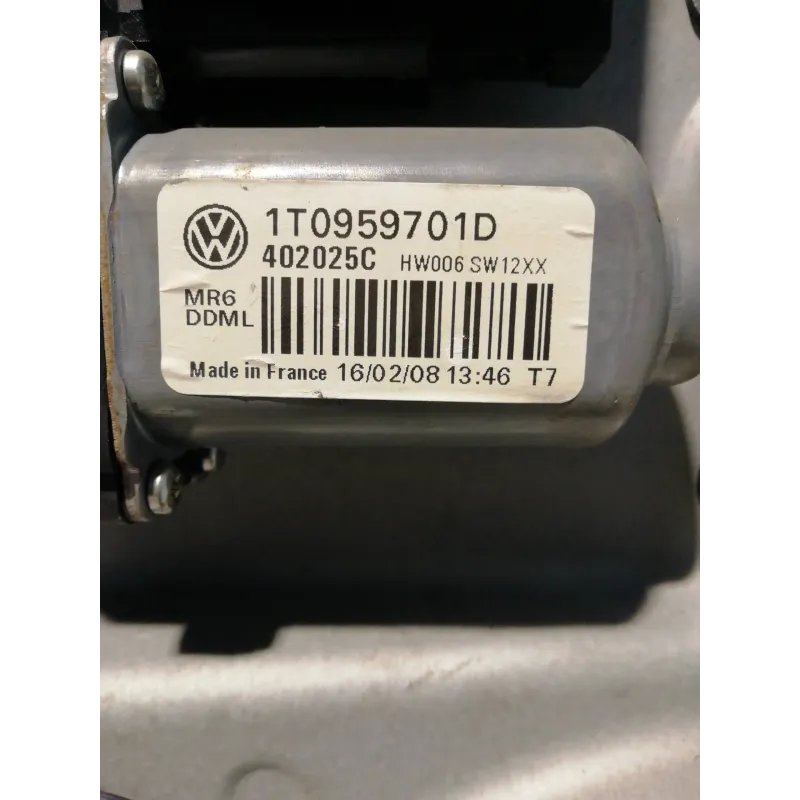 1T0959701D
402025C HW006 SW12XX
MR6
DDML
Made in France 16/02/08 13:46 T7